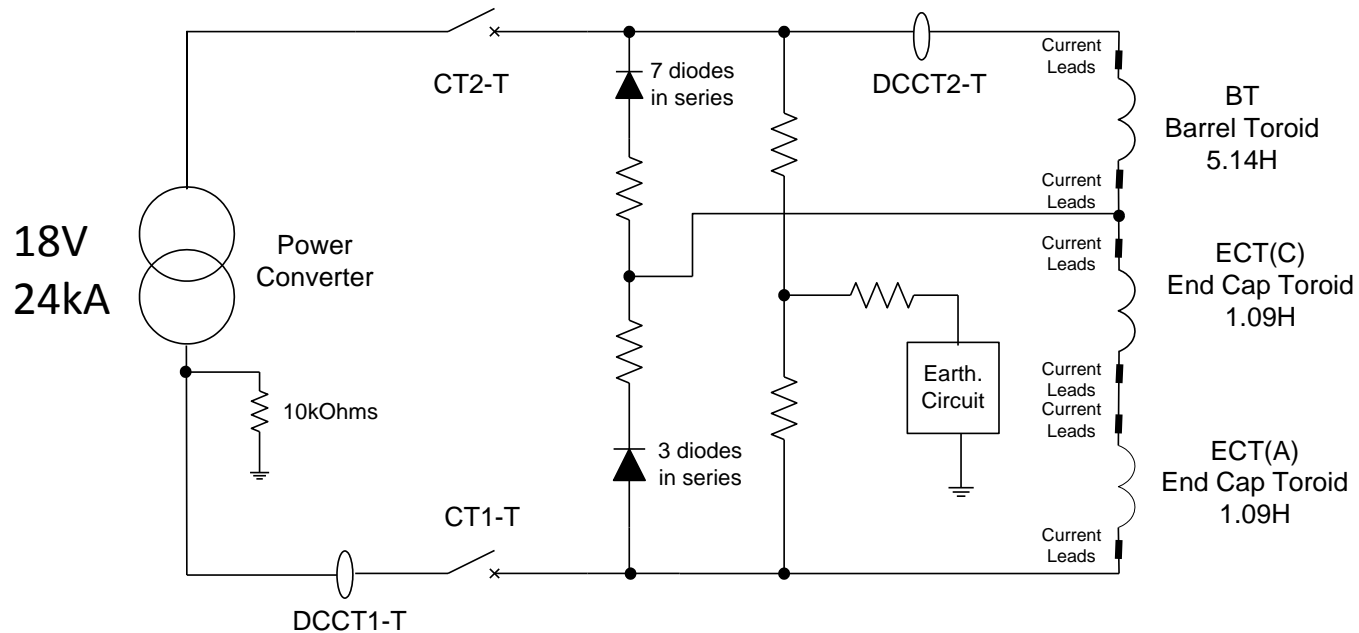 CT2-T
7 diodes
in series
DCCT2-T
Current
Leads
BT
Barrel Toroid
5.14H
Current
Leads
18V
24kA
Power
Converter
Current
Leads
ECT(C)
End Cap Toroid
1.09H
10kOhms
Earth.
Circuit
Current
Leads
Current
Leads
3 diodes
in series
ECT(A)
End Cap Toroid
1.09H
CT1-T
Current
Leads
DCCT1-T